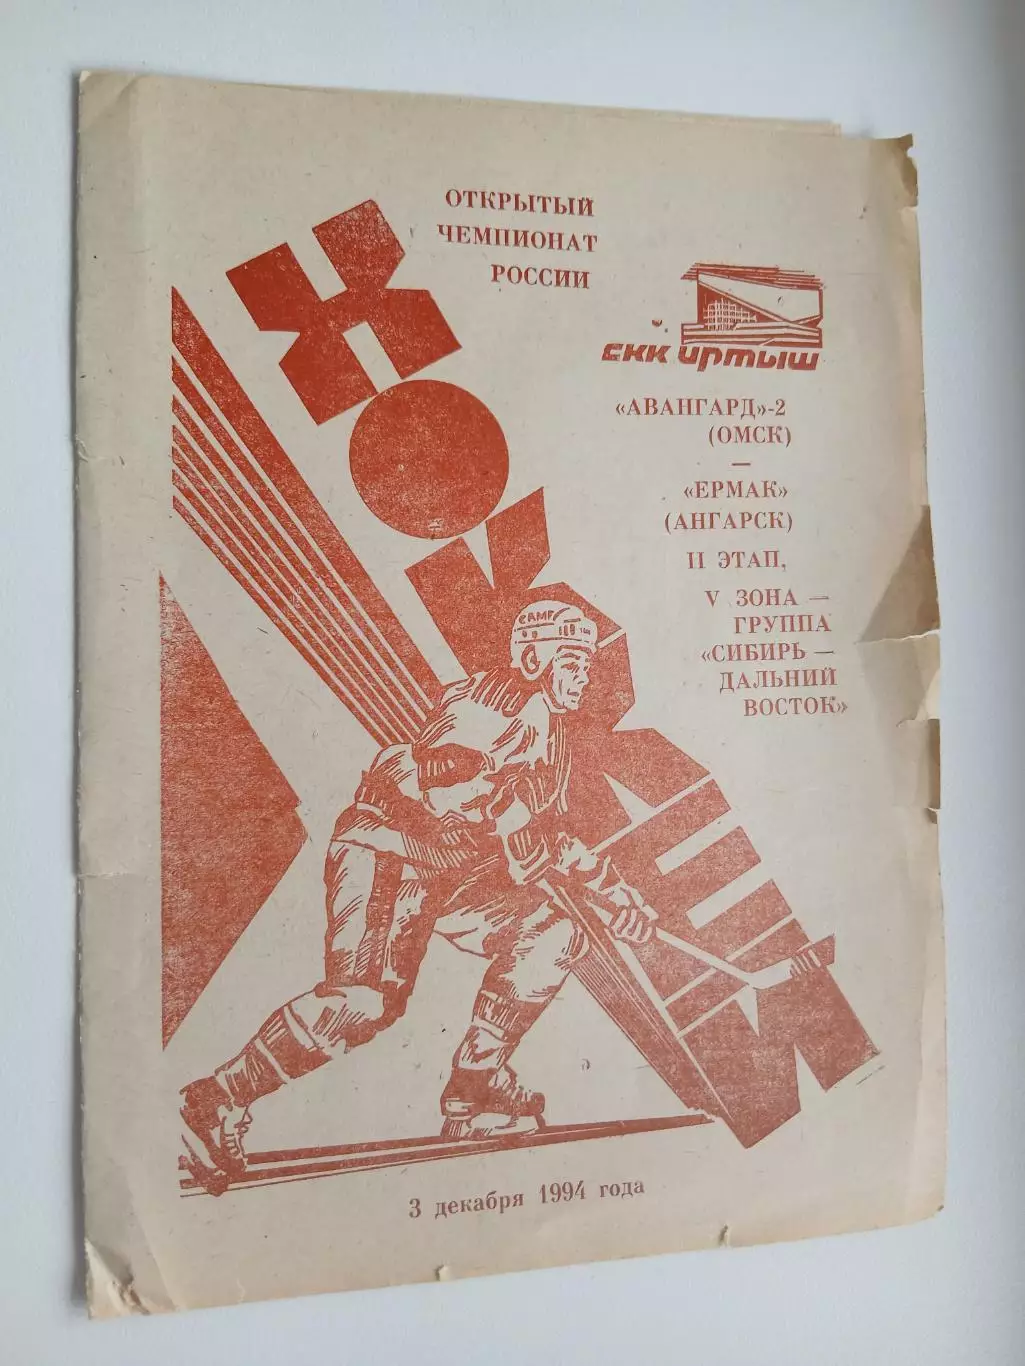 ОТКРЫТЫЙ
ЧЕМПИОНАТ
РОССИИ
ХОККЕЙ
СКК иртыш
«АВАНГАРД»-2
(ОМСК)
—
«ЕРМАК»
(АНГАРСК)
II ЭТАП,
V ЗОНА —
ГРУППА
«СИБИРЬ —
ДАЛЬНИЙ
ВОСТОК»
3 декабря 1994 года